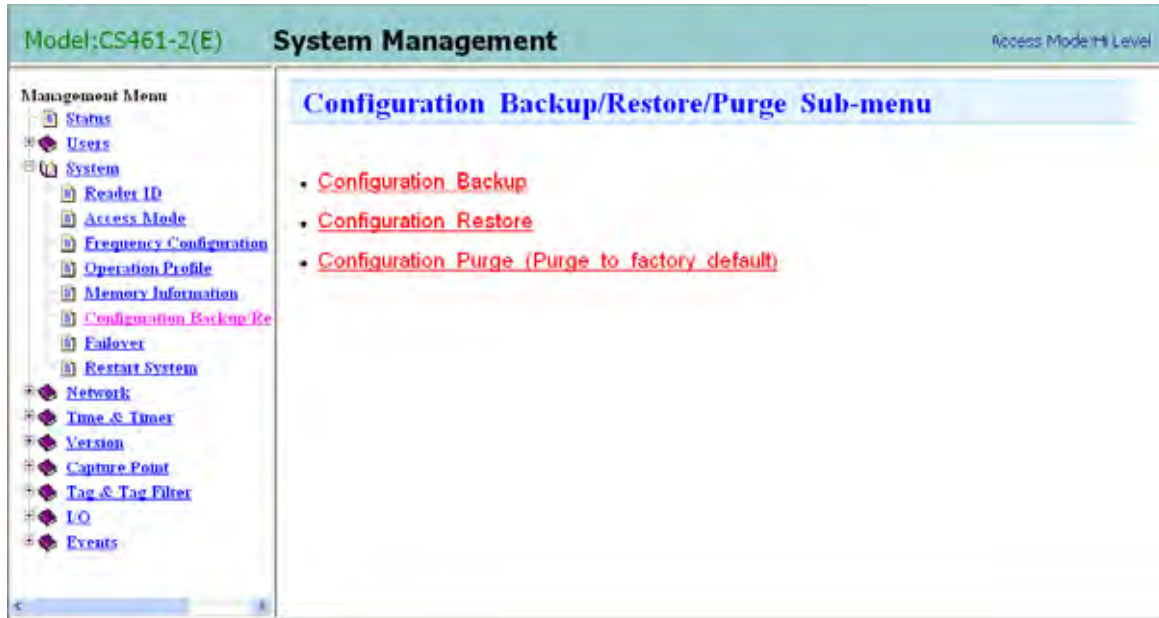 Model:CS461-2(E)
System Management
Access Mode:Hi Level
Management Menu
Status
Users
System
Reader ID
Access Mode
Frequency Configuration
Operation Profile
Memory Information
Configuration Backup/Re
Failover
Restart System
Network
Time & Timer
Version
Capture Point
Tag & Tag Filter
I/O
Events
Configuration Backup/Restore/Purge Sub-menu
Configuration Backup
Configuration Restore
Configuration Purge (Purge to factory default)